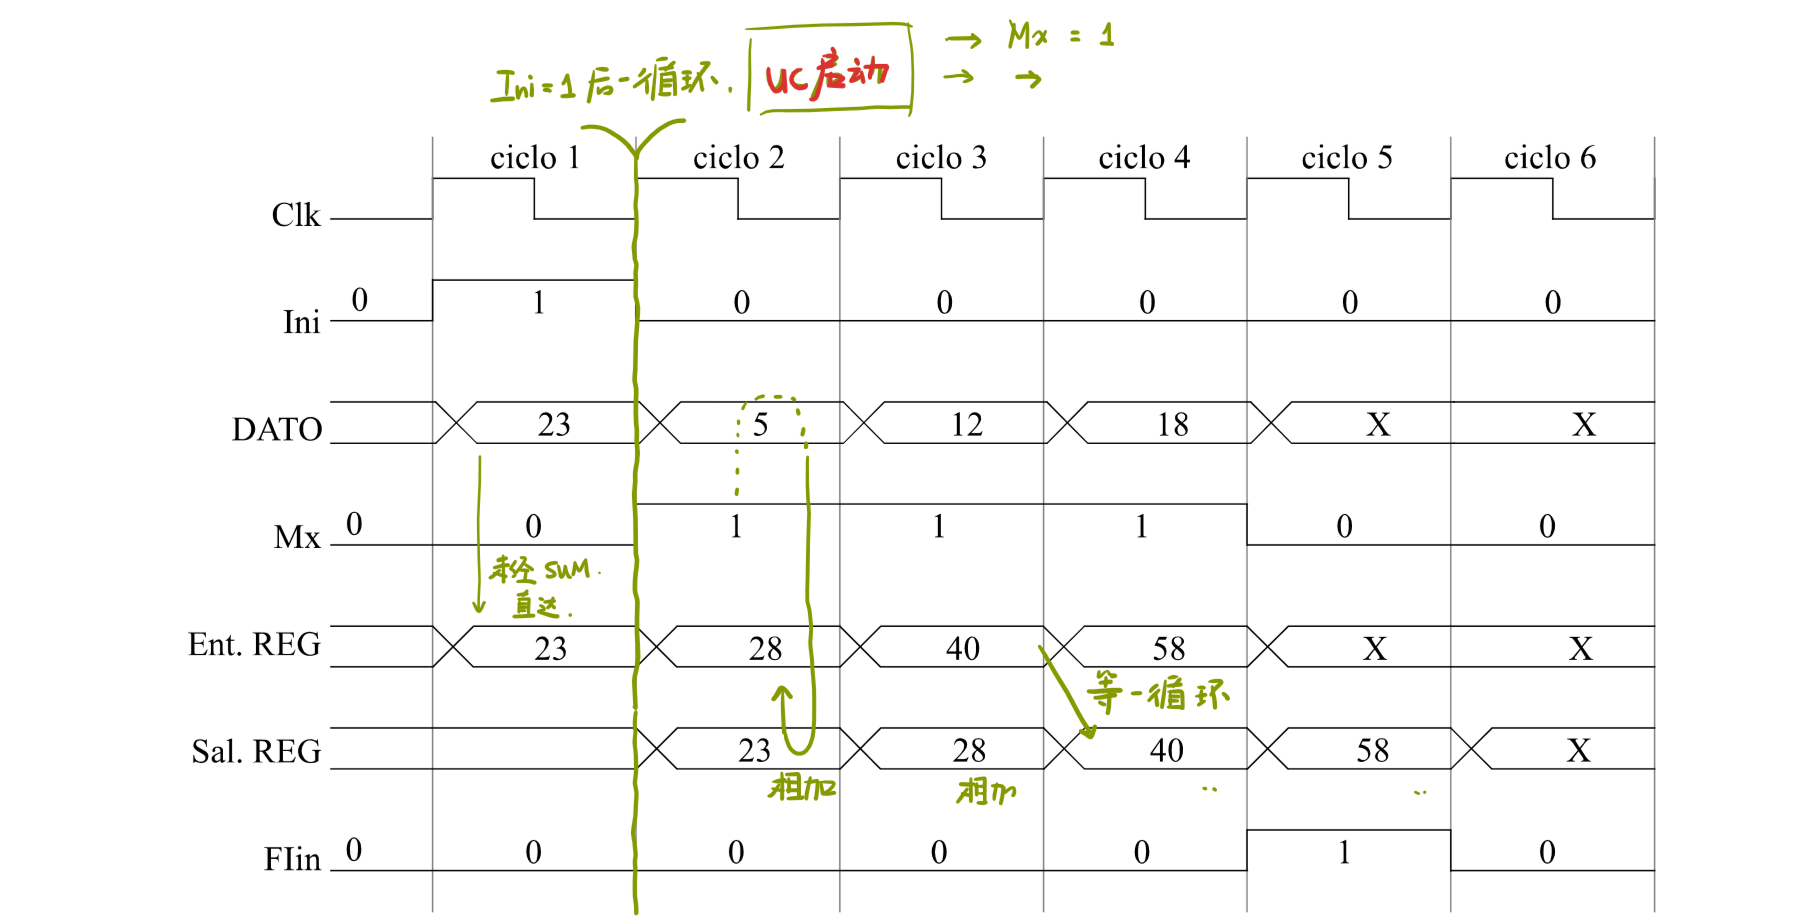 → Mx = 1
Ini=1 后一循环. UC启动 → →
ciclo 1 ciclo 2 ciclo 3 ciclo 4 ciclo 5 ciclo 6
Clk
Ini 0 1 0 0 0 0 0
DATO 23 5 12 18 X X
Mx 0 0 1 1 1 0 0
未经 SUM.
直达.
Ent. REG 23 28 40 58 X X
等一循环
Sal. REG 23 28 40 58 X
相加 相加 .. ..
FIin 0 0 0 0 0 1 0